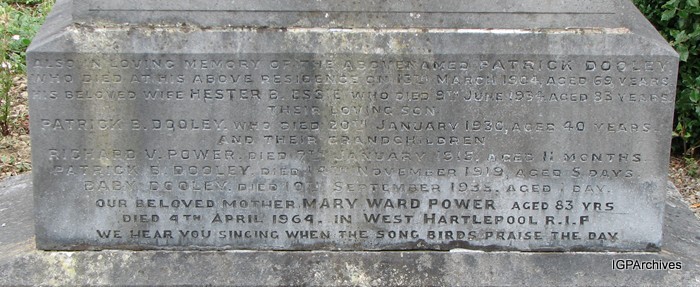 ALSO IN LOVING MEMORY OF THE ABOVENAMED PATRICK DOOLEY
WHO DIED AT HIS ABOVE RESIDENCE ON 13TH MARCH 1904, AGED 69 YEARS
HIS BELOVED WIFE HESTER B. ESSIE WHO DIED JUNE 1934 AGED 83 YEARS
THEIR LOVING SON
PATRICK E. DOOLEY, WHO DIED 20TH JANUARY 1930, AGED 40 YEARS
AND THEIR GRANDCHILDREN
RICHARD V. POWER, DIED JANUARY 1915, AGED 11 MONTHS
PATRICK B. DOOLEY, DIED NOVEMBER 1919, AGED 5 DAYS.
BABY DOOLEY, DIED SEPTEMBER 1935, AGED 1 DAY.
OUR BELOVED MOTHER MARY WARD POWER AGED 83 YRS
DIED 4TH APRIL 1964. IN WEST HARTLEPOOL R.I.P
WE HEAR YOU SINGING WHEN THE SONG BIRDS PRAISE THE DAY
IGPArchives